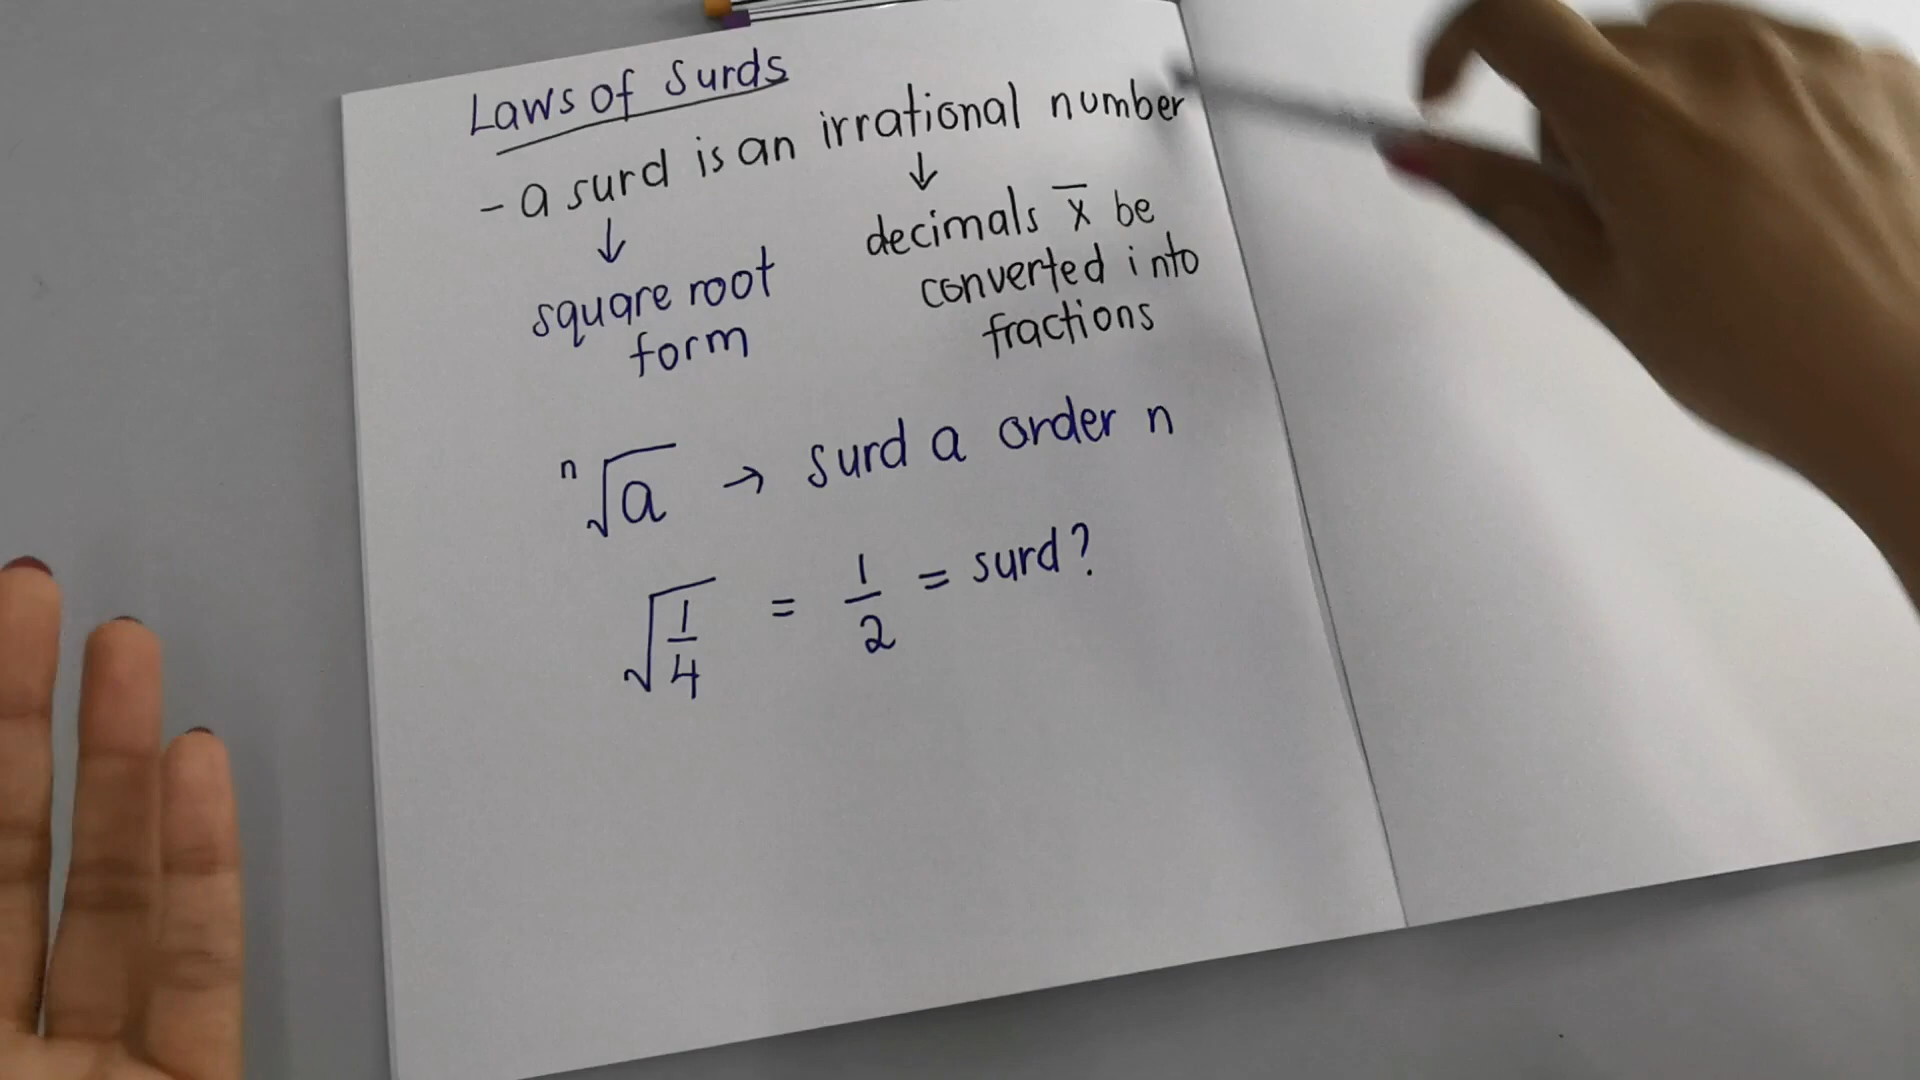 Laws of Surds
- a surd is an irrational number
↓ ↓
square root form
decimals x̅ be converted into fractions
ⁿ√a → surd a order n
√(1/4) = 1/2 = surd?